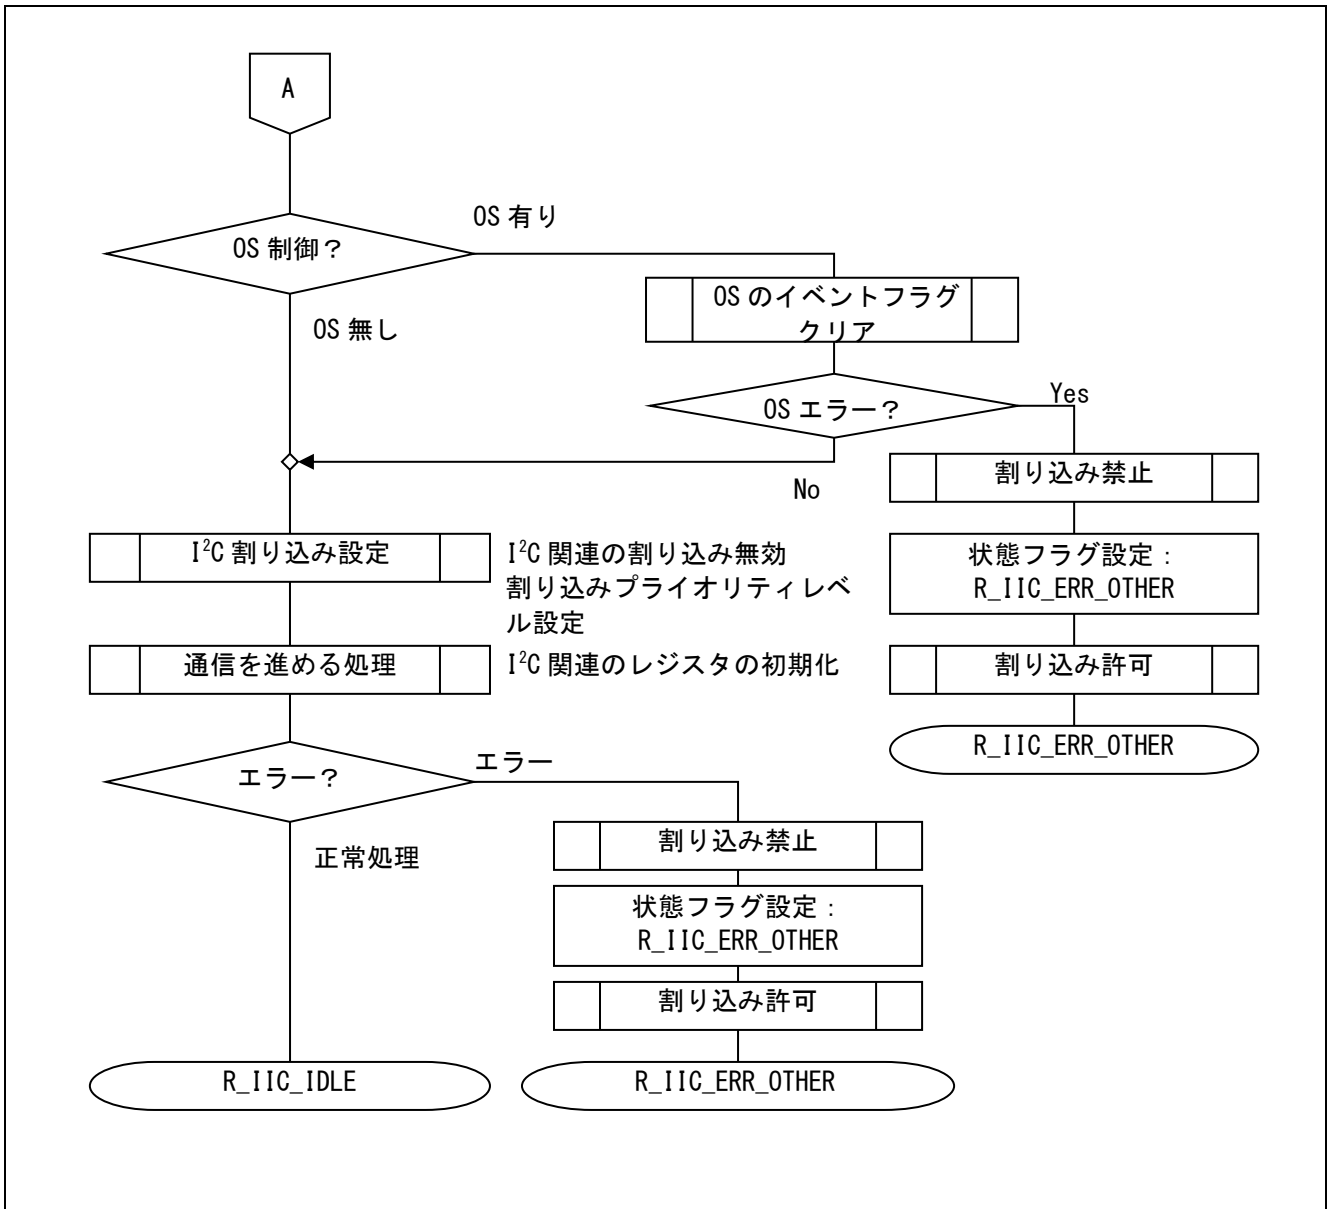 A
OS 有り
OS 制御？
OS のイベントフラグ
クリア
OS 無し
Yes
OS エラー？
No
割り込み禁止
I²C 割り込み設定
I²C 関連の割り込み無効
割り込みプライオリティレベ
ル設定
状態フラグ設定：
R_IIC_ERR_OTHER
通信を進める処理
I²C 関連のレジスタの初期化
割り込み許可
R_IIC_ERR_OTHER
エラー？
エラー
正常処理
割り込み禁止
状態フラグ設定：
R_IIC_ERR_OTHER
割り込み許可
R_IIC_IDLE
R_IIC_ERR_OTHER